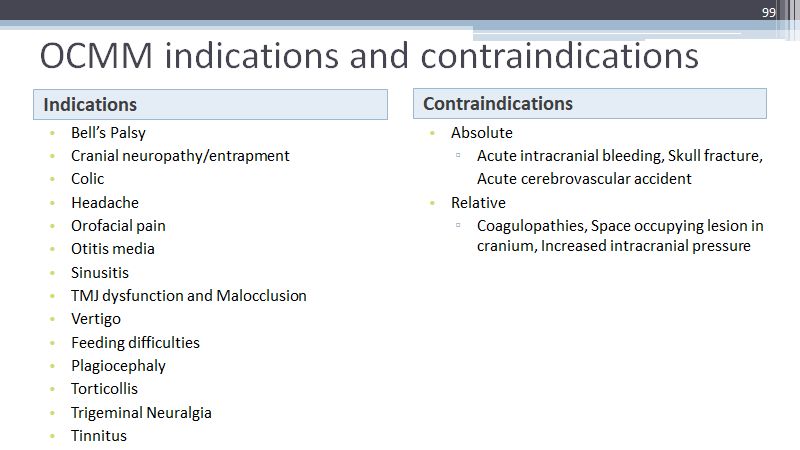 99
OCMM indications and contraindications
Indications
• Bell's Palsy
• Cranial neuropathy/entrapment
• Colic
• Headache
• Orofacial pain
• Otitis media
• Sinusitis
• TMJ dysfunction and Malocclusion
• Vertigo
• Feeding difficulties
• Plagiocephaly
• Torticollis
• Trigeminal Neuralgia
• Tinnitus
Contraindications
• Absolute
▫ Acute intracranial bleeding, Skull fracture,
Acute cerebrovascular accident
• Relative
▫ Coagulopathies, Space occupying lesion in
cranium, Increased intracranial pressure